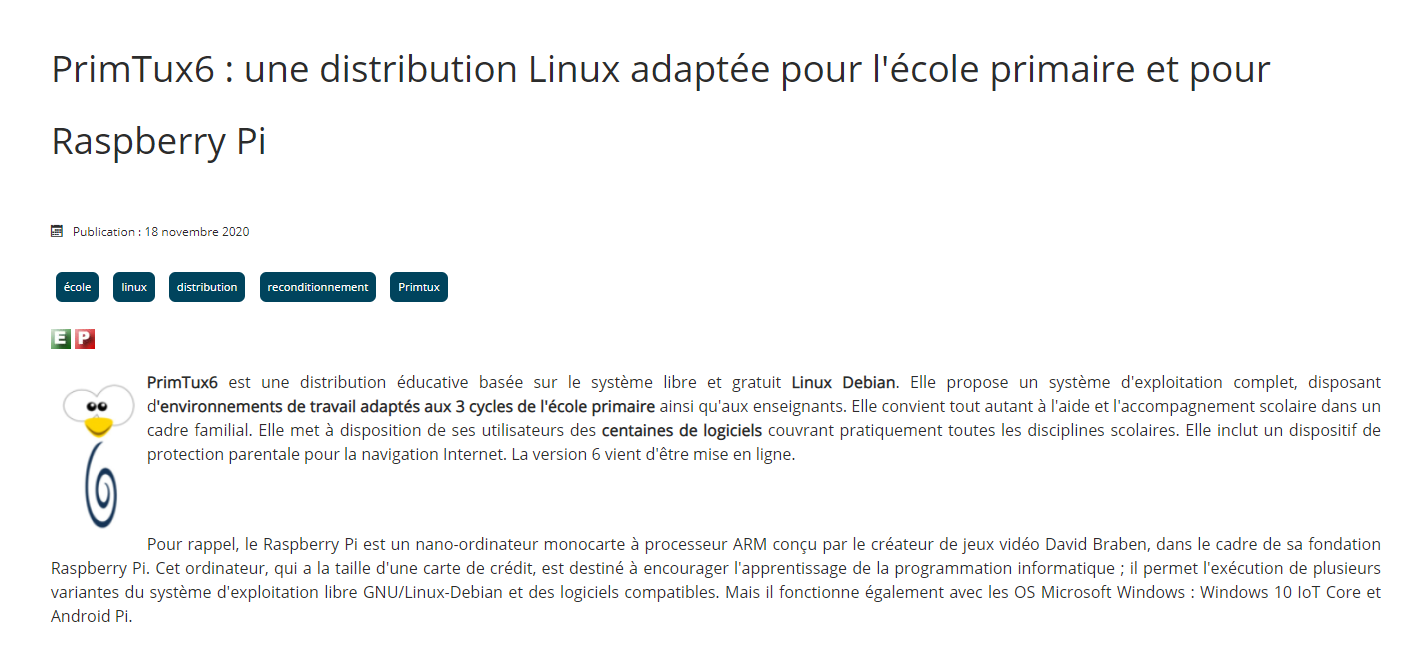 PrimTux6 : une distribution Linux adaptée pour l'école primaire et pour
Raspberry Pi
Publication : 18 novembre 2020
école linux distribution reconditionnement Primtux
E P
PrimTux6 est une distribution éducative basée sur le système libre et gratuit Linux Debian. Elle propose un système d'exploitation complet, disposant
d'environnements de travail adaptés aux 3 cycles de l'école primaire ainsi qu'aux enseignants. Elle convient tout autant à l'aide et l'accompagnement scolaire dans un
cadre familial. Elle met à disposition de ses utilisateurs des centaines de logiciels couvrant pratiquement toutes les disciplines scolaires. Elle inclut un dispositif de
protection parentale pour la navigation Internet. La version 6 vient d'être mise en ligne.
Pour rappel, le Raspberry Pi est un nano-ordinateur monocarte à processeur ARM conçu par le créateur de jeux vidéo David Braben, dans le cadre de sa fondation
Raspberry Pi. Cet ordinateur, qui a la taille d'une carte de crédit, est destiné à encourager l'apprentissage de la programmation informatique ; il permet l'exécution de plusieurs
variantes du système d'exploitation libre GNU/Linux-Debian et des logiciels compatibles. Mais il fonctionne également avec les OS Microsoft Windows : Windows 10 IoT Core et
Android Pi.